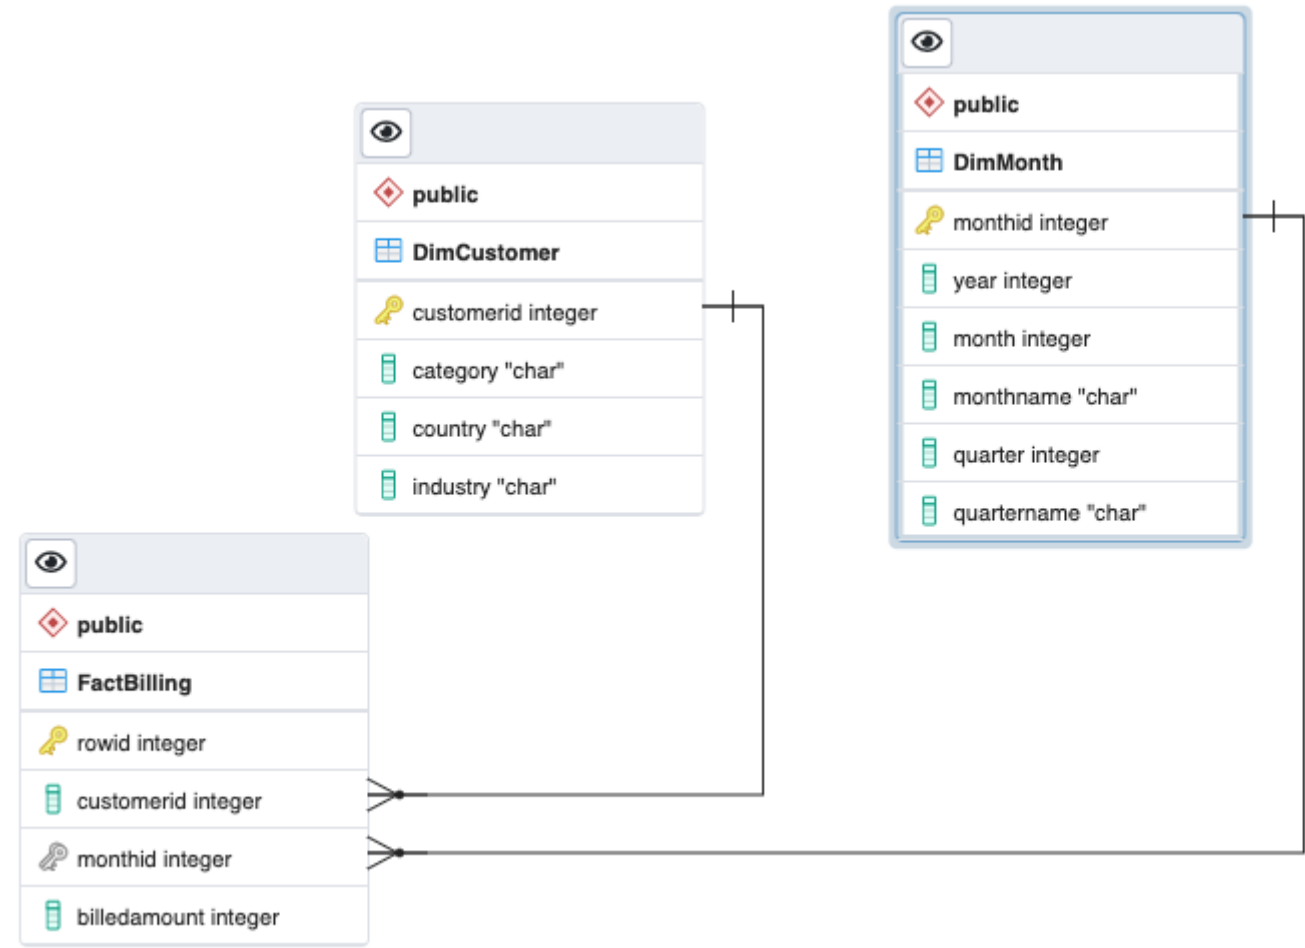 public
DimCustomer
customerid integer
category "char"
country "char"
industry "char"
public
DimMonth
monthid integer
year integer
month integer
monthname "char"
quarter integer
quartername "char"
public
FactBilling
rowid integer
customerid integer
monthid integer
billedamount integer